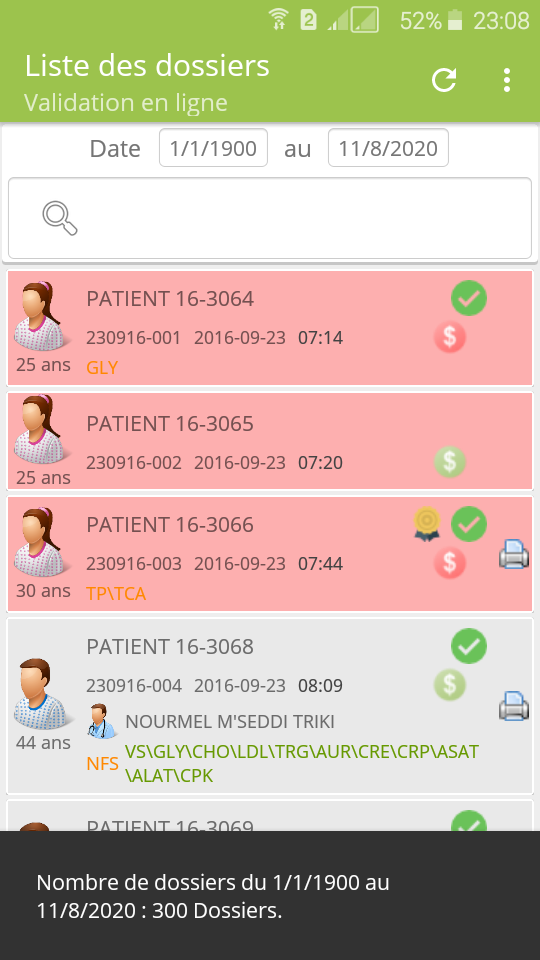 2 52% 23:08
Liste des dossiers
Validation en ligne
Date 1/1/1900 au 11/8/2020
PATIENT 16-3064
230916-001 2016-09-23 07:14 $
25 ans GLY
PATIENT 16-3065
230916-002 2016-09-23 07:20 $
25 ans
PATIENT 16-3066
230916-003 2016-09-23 07:44 $
30 ans TP\TCA
PATIENT 16-3068
230916-004 2016-09-23 08:09 $
44 ans NOURMEL M'SEDDI TRIKI
NFS VS\GLY\CHO\LDL\TRG\AUR\CRE\CRP\ASAT
\ALAT\CPK
PATIENT 16-3069
Nombre de dossiers du 1/1/1900 au
11/8/2020 : 300 Dossiers.